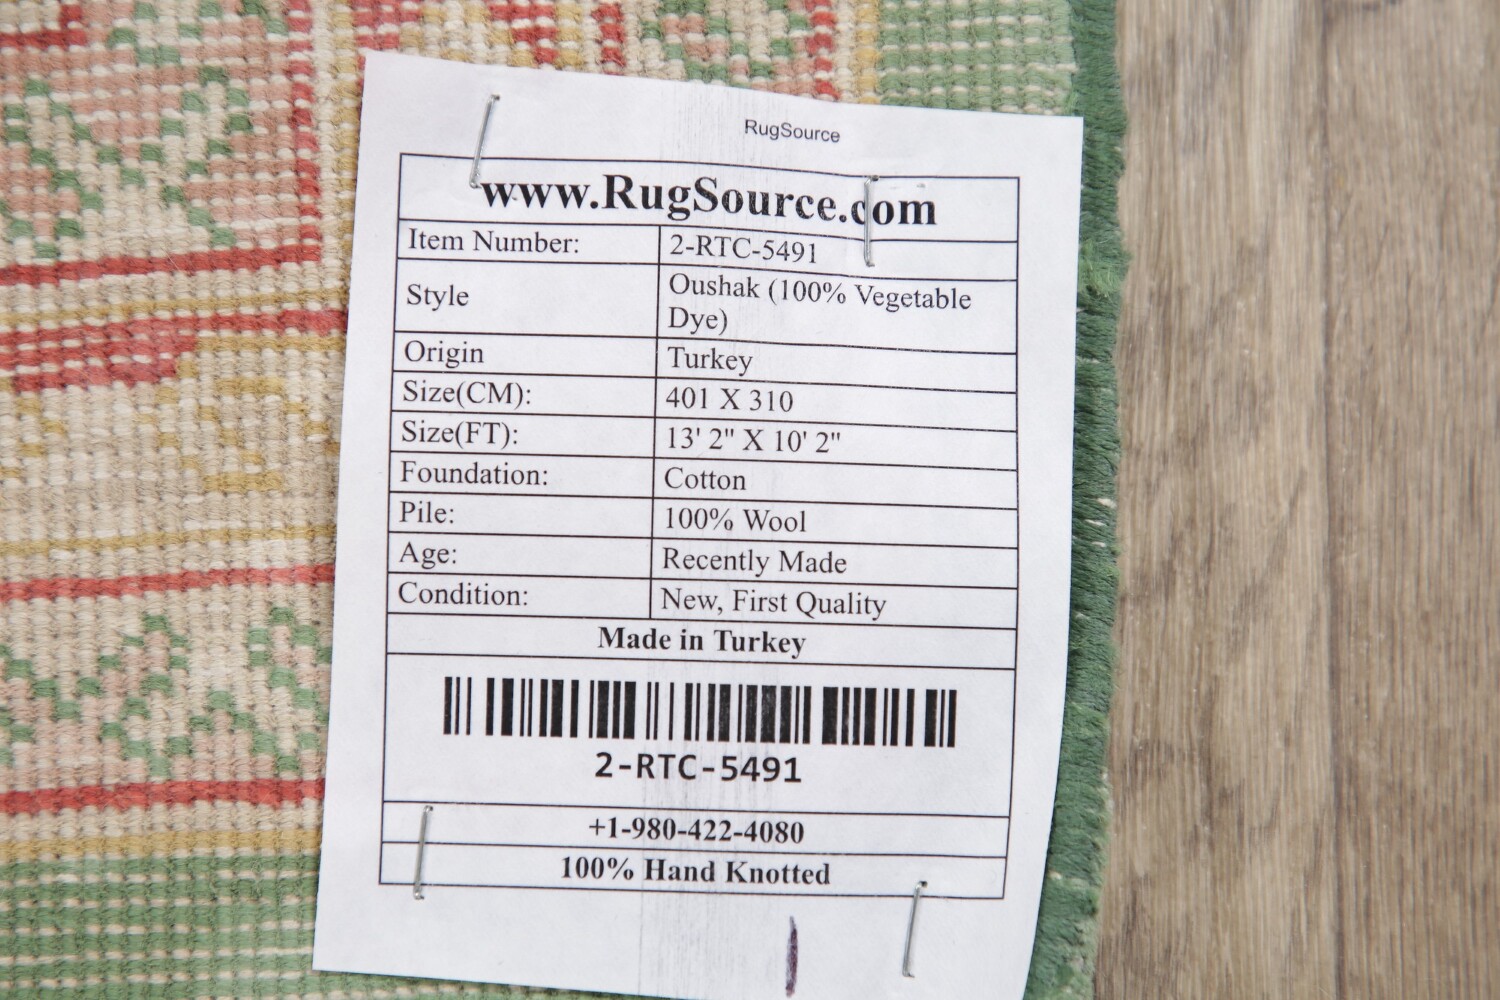 RugSource
www.RugSource.com
Item Number: 2-RTC-5491
Style Oushak (100% Vegetable
Dye)
Origin Turkey
Size(CM): 401 X 310
Size(FT): 13' 2" X 10' 2"
Foundation: Cotton
Pile: 100% Wool
Age: Recently Made
Condition: New, First Quality
Made in Turkey
2-RTC-5491
+1-980-422-4080
100% Hand Knotted